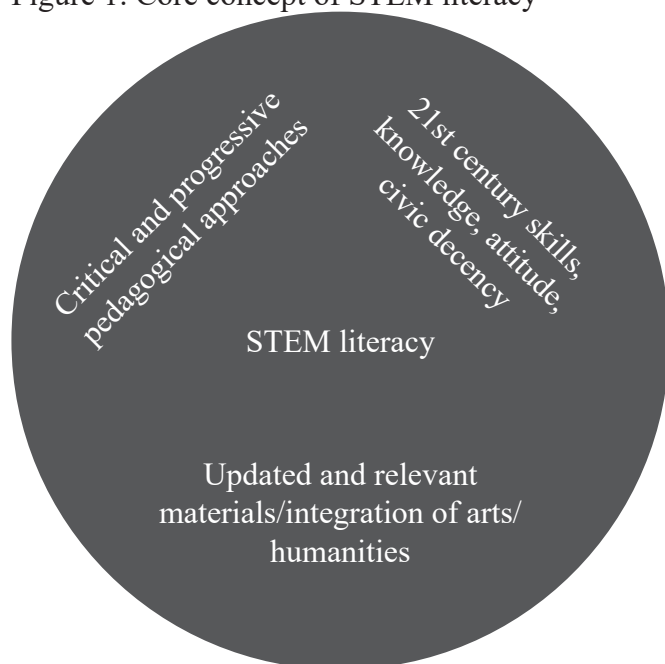 Figure 1: Core concept of STEM literacy
Critical and progressive
pedagogical approaches
21st century skills,
knowledge, attitude,
civic decency
STEM literacy
Updated and relevant
materials/integration of arts/
humanities